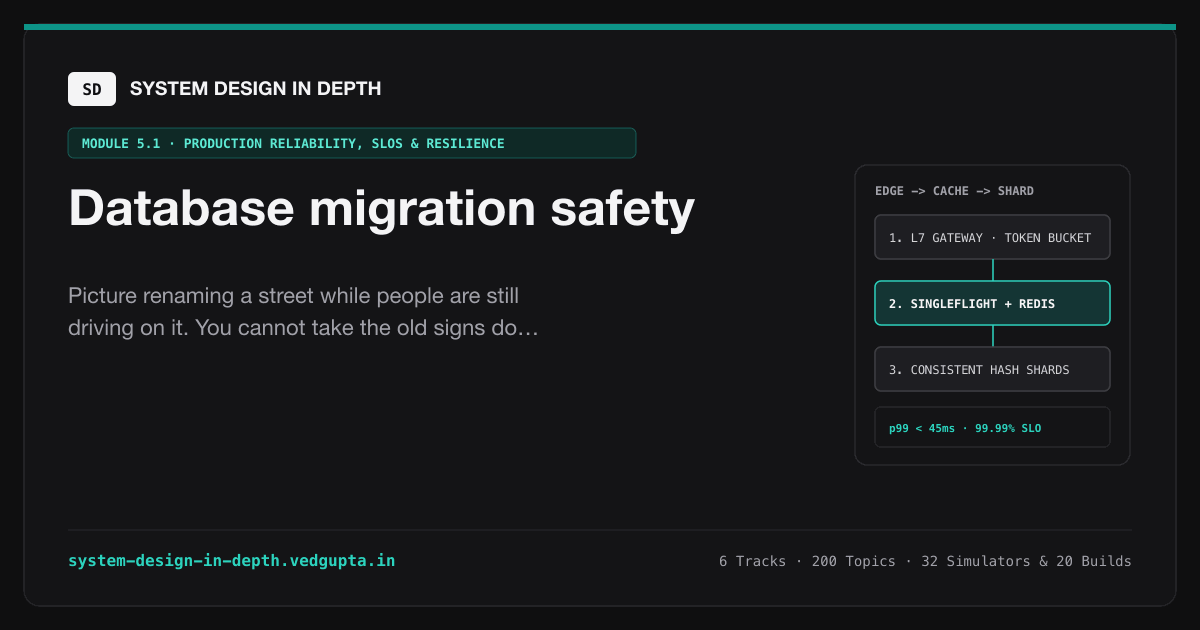 SD
SYSTEM DESIGN IN DEPTH
MODULE 5.1 · PRODUCTION RELIABILITY, SLOS & RESILIENCE
Database migration safety
Picture renaming a street while people are still
driving on it. You cannot take the old signs do…
EDGE —> CACHE —> SHARD
1. L7 GATEWAY · TOKEN BUCKET
2. SINGLEFLIGHT + REDIS
3. CONSISTENT HASH SHARDS
p99 < 45ms · 99.99% SLO
system-design-in-depth.vedgupta.in
6 Tracks · 200 Topics · 32 Simulators & 20 Builds